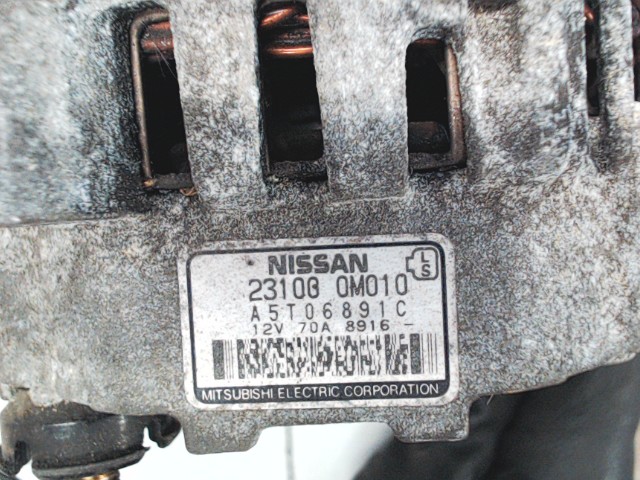 NISSAN
23100 0M010
L
S
A5T06891C
12V 70A 8916 -
MITSUBISHI ELECTRIC CORPORATION